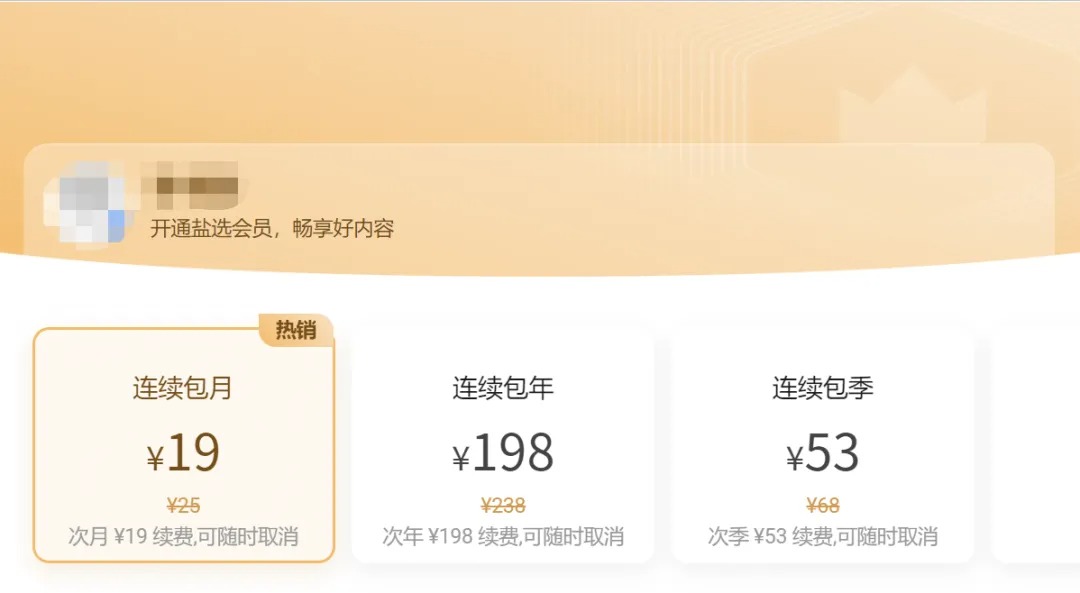 开通盐选会员，畅享好内容
热销
连续包月
¥19
¥25
次月 ¥19 续费,可随时取消
连续包年
¥198
¥238
次年 ¥198 续费,可随时取消
连续包季
¥53
¥68
次季 ¥53 续费,可随时取消